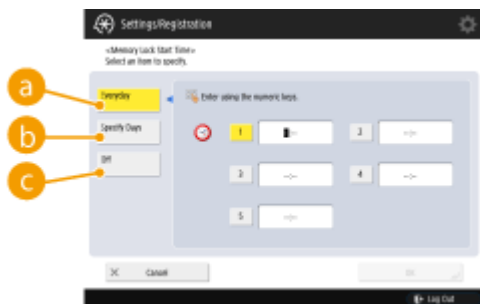 Settings/Registration
<Memory Lock Start Time>
Select an item to specify.
a
Everyday
Enter using the numeric keys.
b
Specify Days
1
--:--
2
--:--
c
Off
3
--:--
4
--:--
5
--:--
Cancel
OK
Log Out